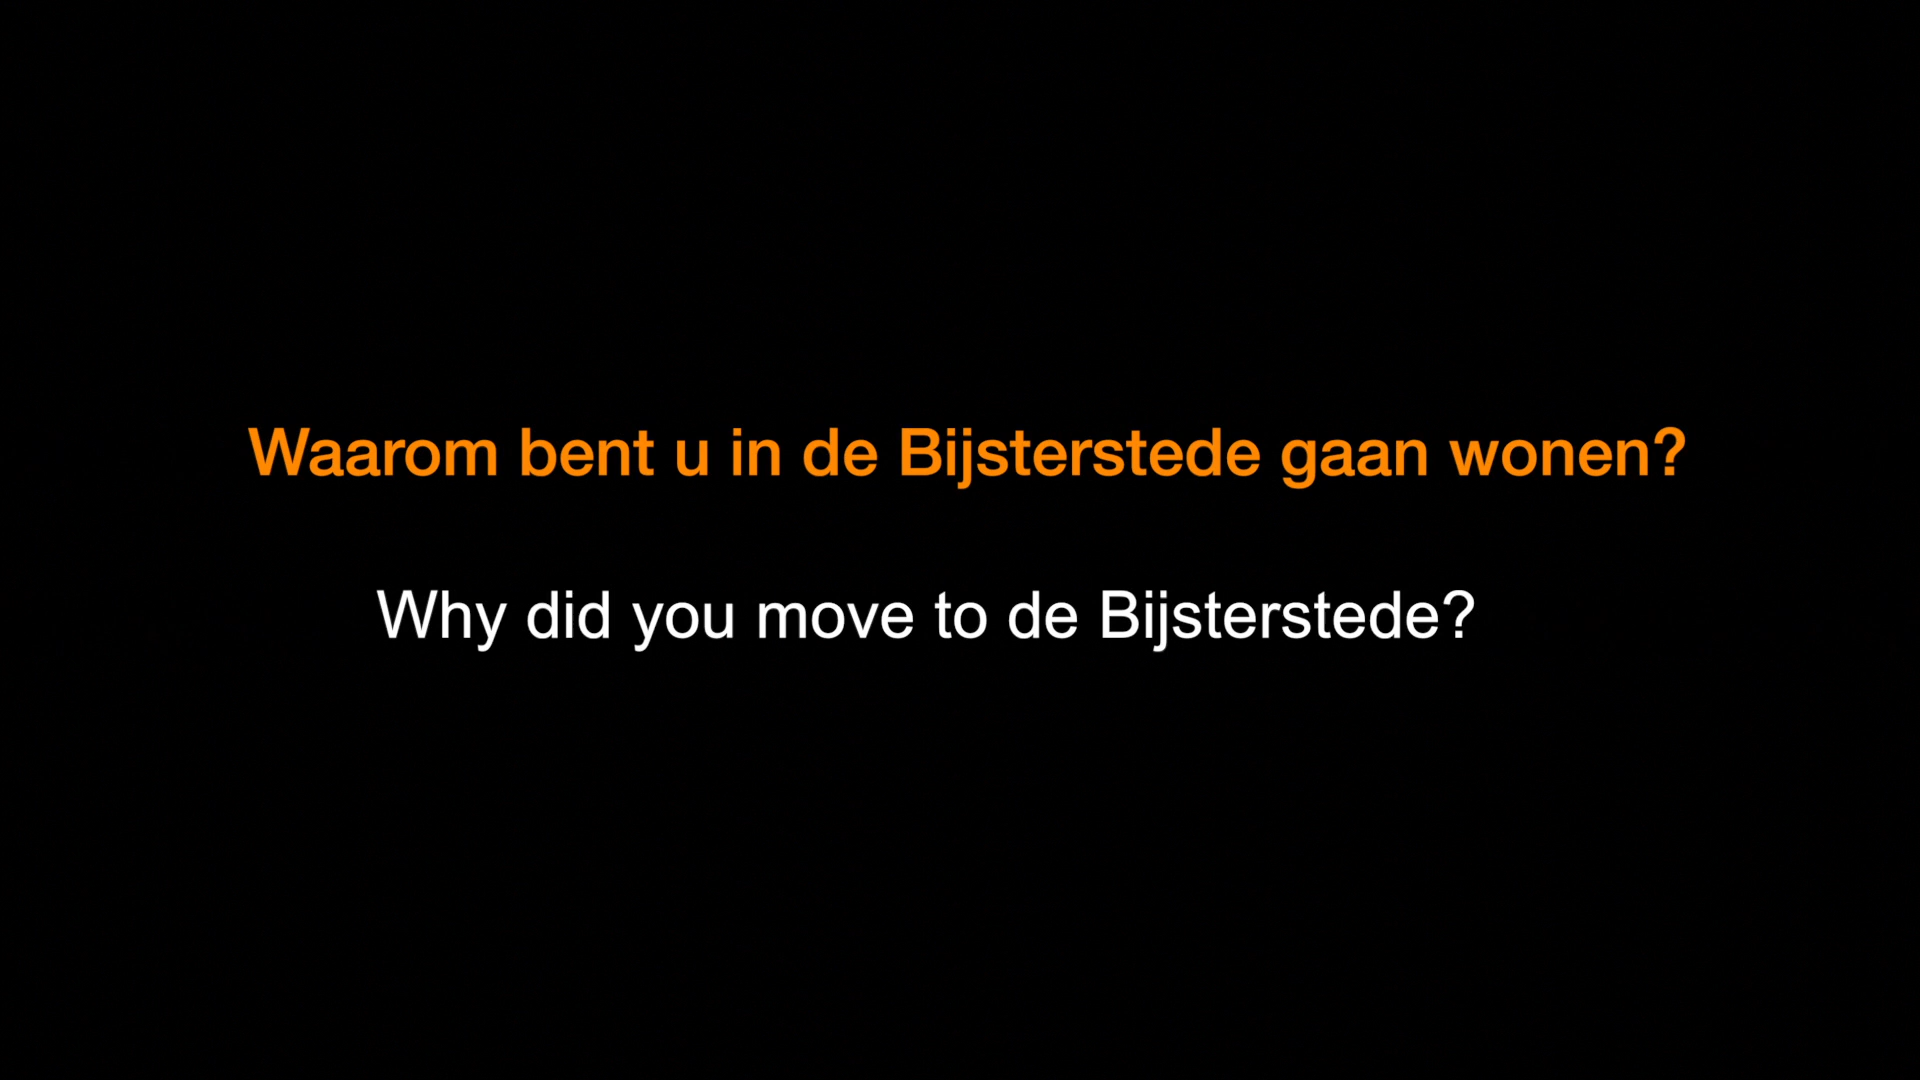 Waarom bent u in de Bijsterstede gaan wonen?
Why did you move to de Bijsterstede?